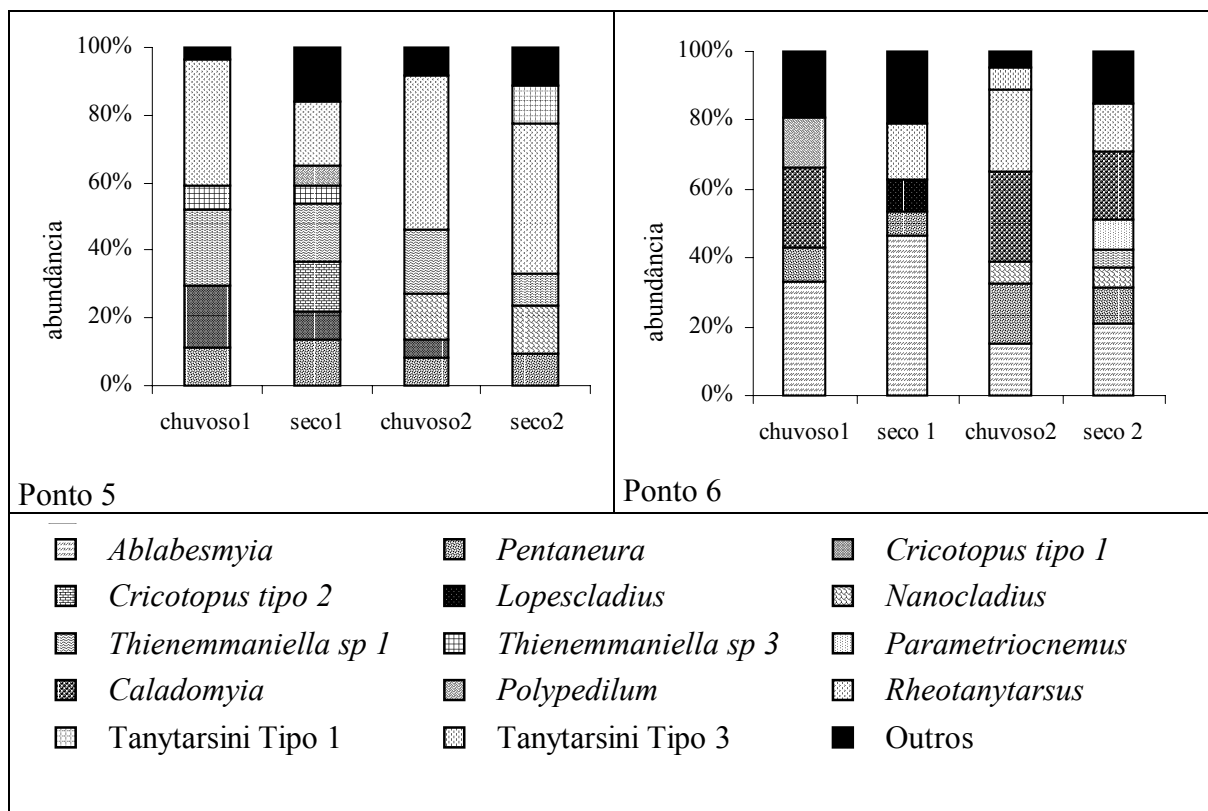 100%
80%
60%
40%
20%
0%
abundância
chuvoso1 seco1 chuvoso2 seco2
Ponto 5
100%
80%
60%
40%
20%
0%
abundância
chuvoso1 seco 1 chuvoso2 seco 2
Ponto 6
Ablabesmyia Pentaneura Cricotopus tipo 1
Cricotopus tipo 2 Lopescladius Nanocladius
Thienemmaniella sp 1 Thienemmaniella sp 3 Parametriocnemus
Caladomyia Polypedilum Rheotanytarsus
Tanytarsini Tipo 1 Tanytarsini Tipo 3 Outros